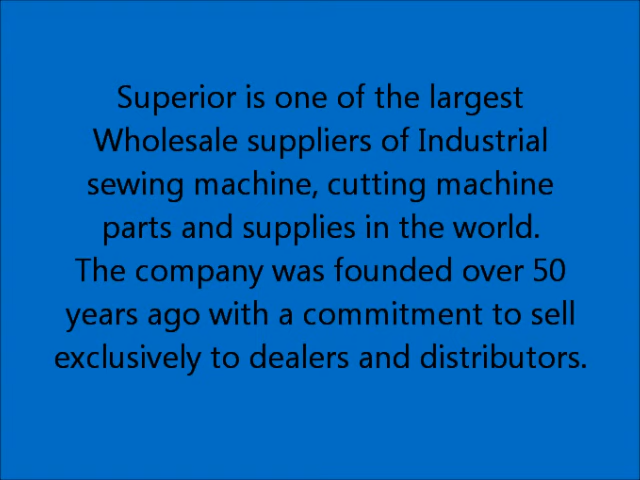 Superior is one of the largest
Wholesale suppliers of Industrial
sewing machine, cutting machine
parts and supplies in the world.
The company was founded over 50
years ago with a commitment to sell
exclusively to dealers and distributors.